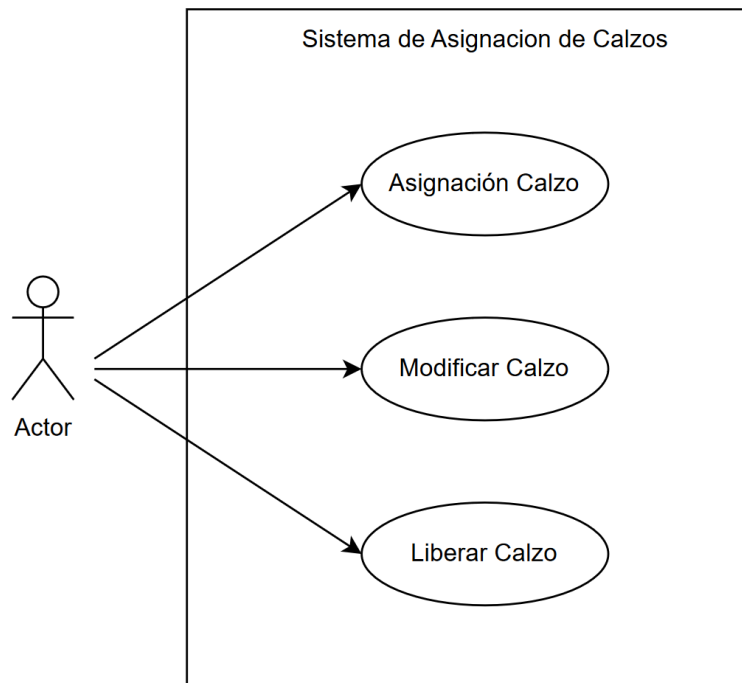 Sistema de Asignacion de Calzos
Asignación Calzo
Modificar Calzo
Actor
Liberar Calzo